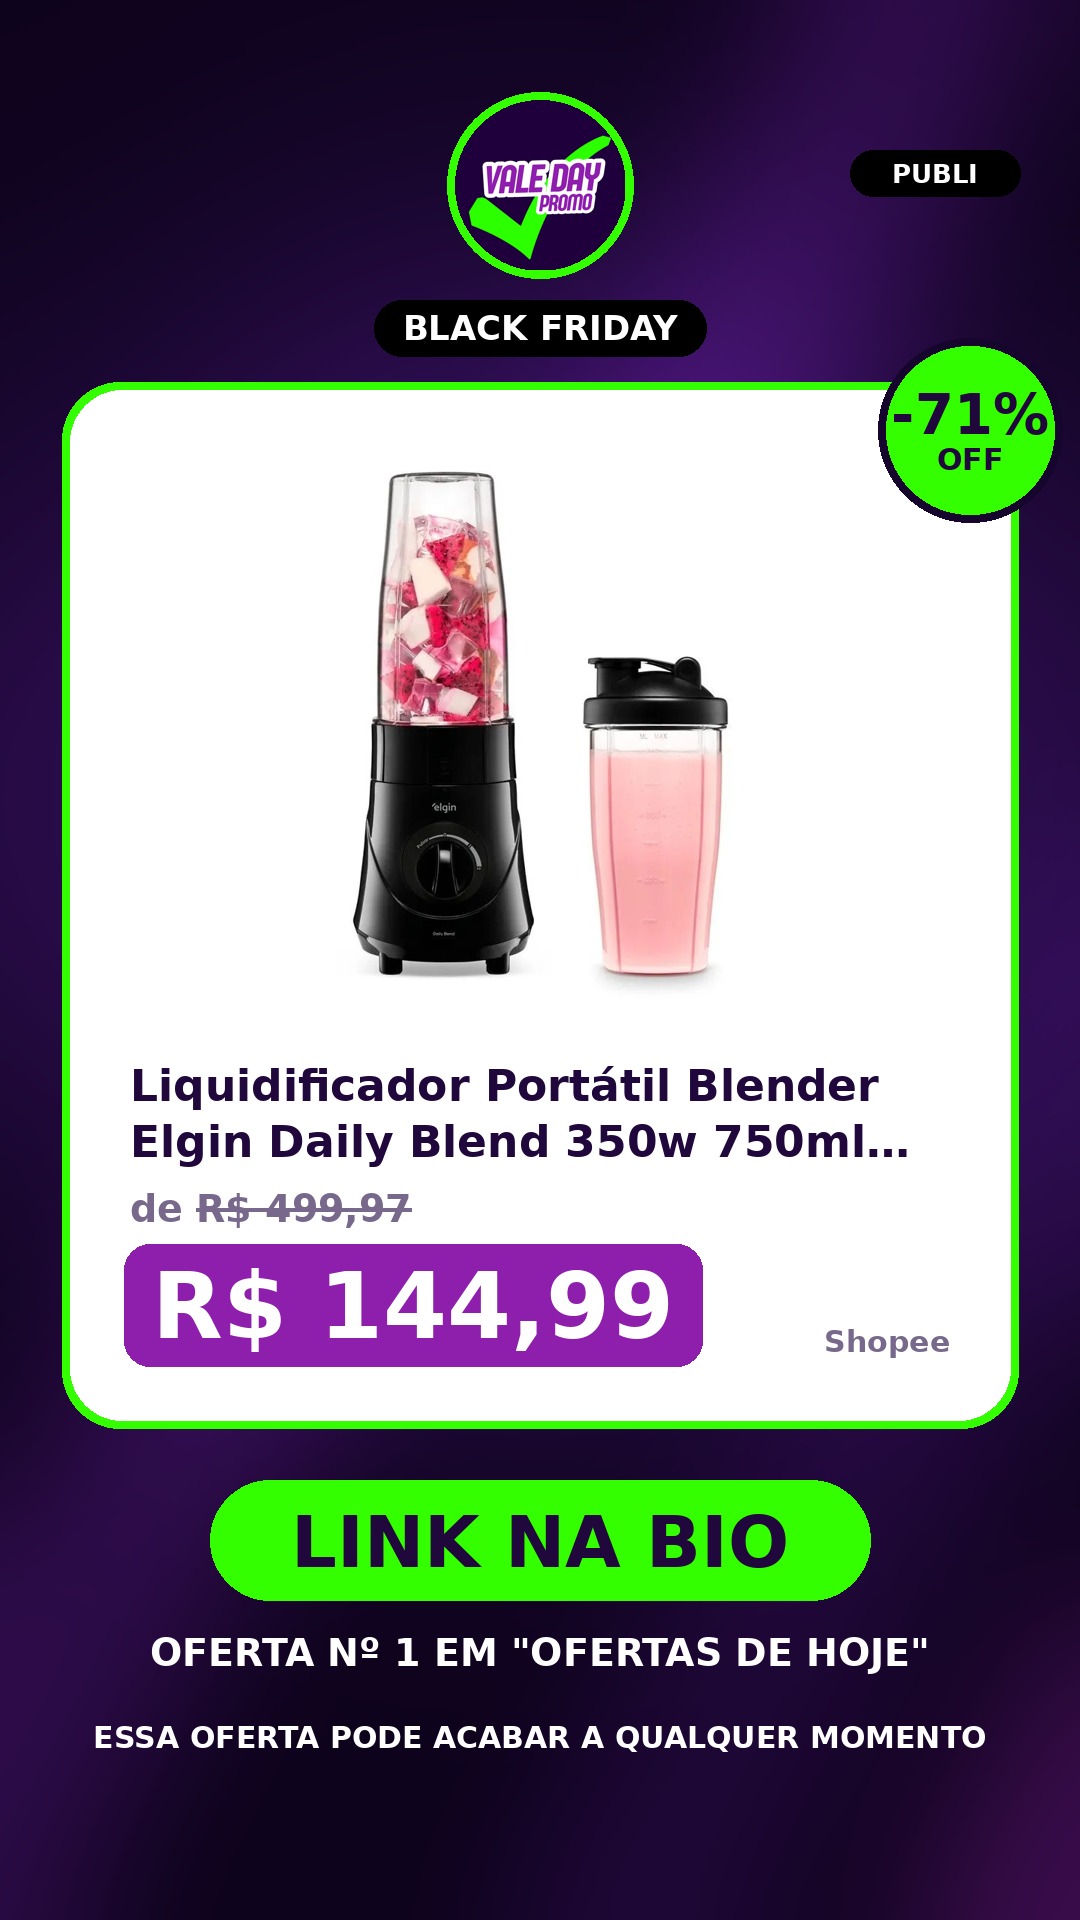 VALE DAY
PROMO
PUBLI
BLACK FRIDAY
-71%
OFF
elgin
Daily Blend
Liquidificador Portátil Blender
Elgin Daily Blend 350w 750ml...
de R$ 499,97
R$ 144,99
Shopee
LINK NA BIO
OFERTA Nº 1 EM "OFERTAS DE HOJE"
ESSA OFERTA PODE ACABAR A QUALQUER MOMENTO